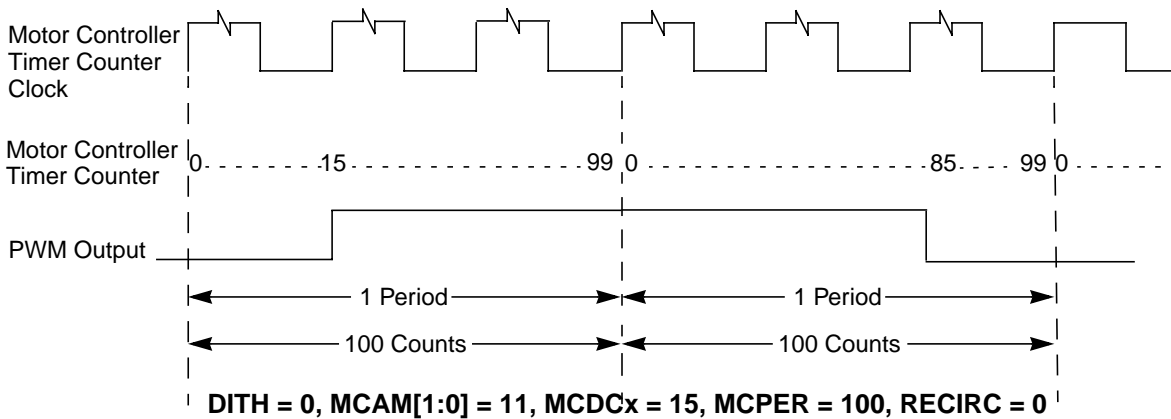 Motor Controller
Timer Counter
Clock
Motor Controller
Timer Counter
0 15 99 0 85 99 0
PWM Output
1 Period 1 Period
100 Counts 100 Counts
DITH = 0, MCAM[1:0] = 11, MCDCx = 15, MCPER = 100, RECIRC = 0